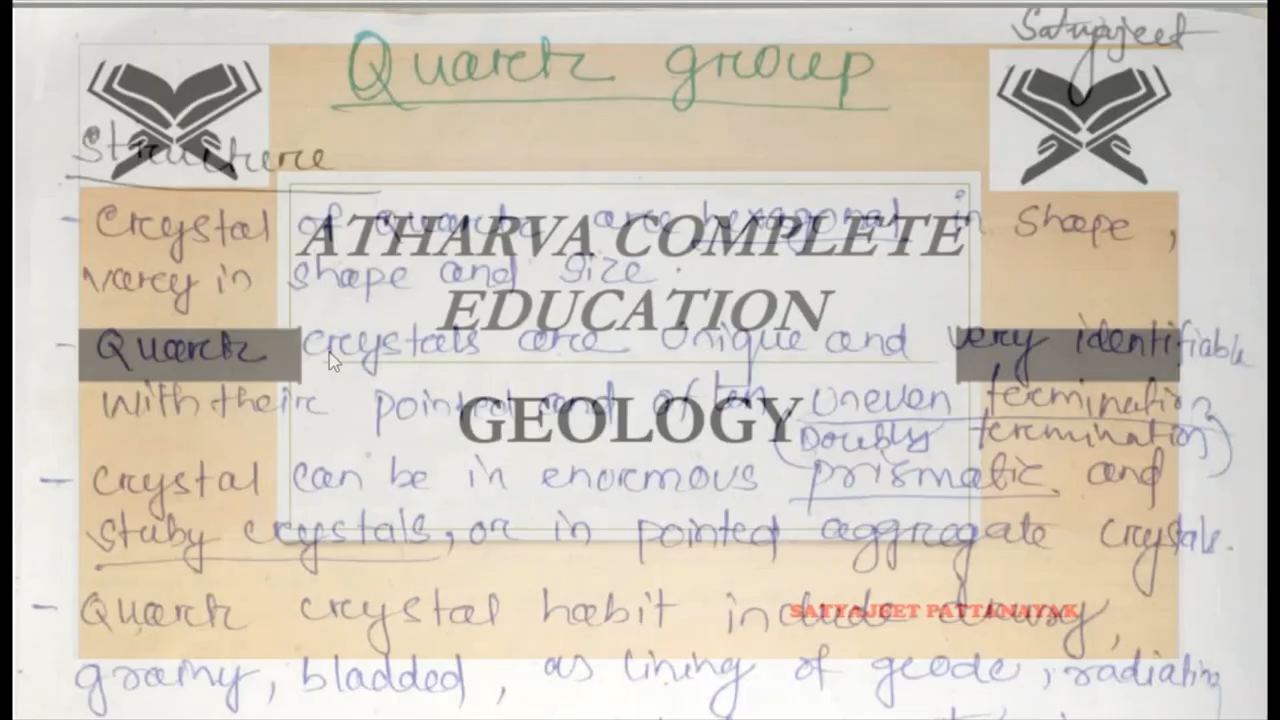 Satyajeet
Quartz group
Structure
- Crystal of quartz are hexagonal in shape,
vary in shape and size.
ATHARVA COMPLETE
EDUCATION
GEOLOGY
- Quartz crystals are unique and very identifiable
with their pointed and often uneven termination
(Doubly termination)
- crystal can be in enormous prismatic and
stuby crystals, or in pointed aggregate crystals.
- Quartz crystal habit include druzy,
SATYAJEET PATTANAYAK
grainy, bladded, as lining of geode, radiating